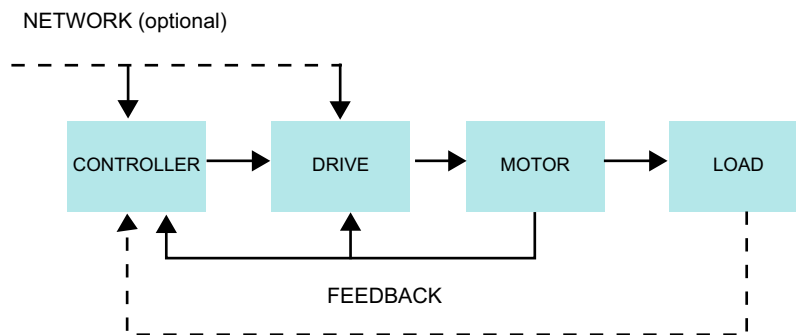 NETWORK (optional)
CONTROLLER
DRIVE
MOTOR
LOAD
FEEDBACK